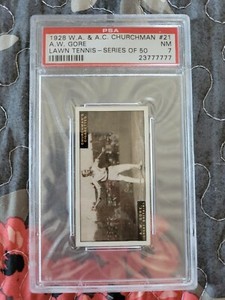 PSA
1928 W.A. & A.C. CHURCHMAN #21
A.W. GORE NM
LAWN TENNIS - SERIES OF 50 7
23777777